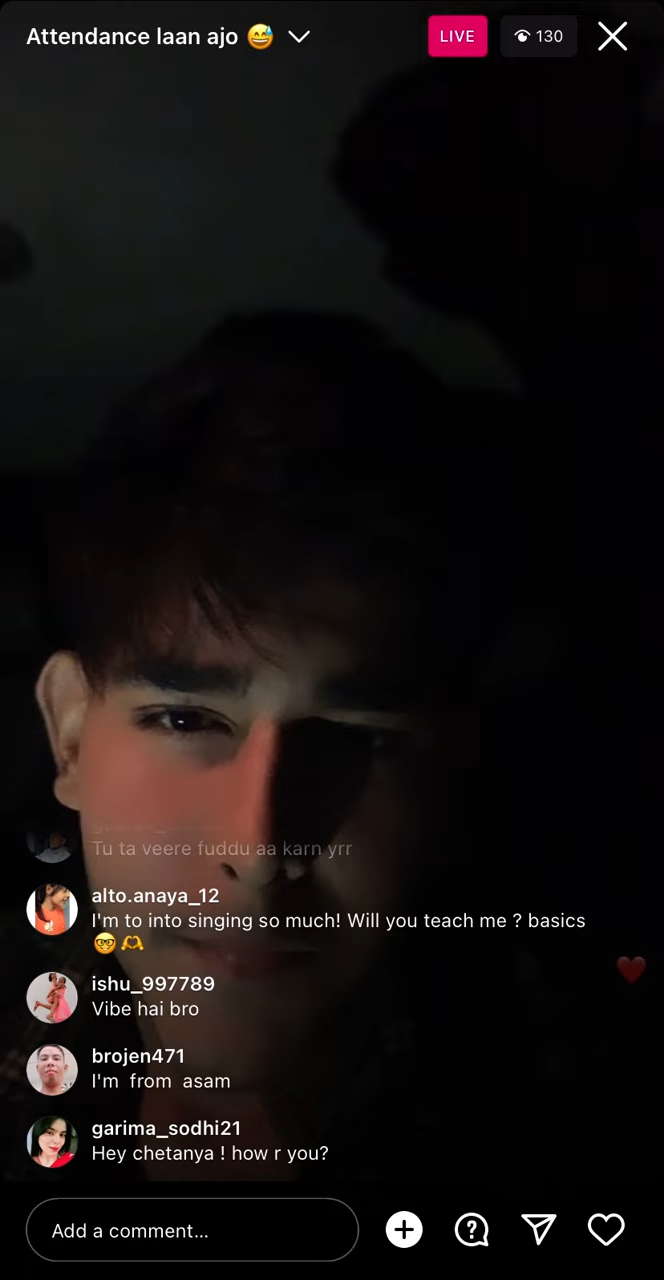 Attendance laan ajo 😅
LIVE
130
Tu ta veere fuddu aa karn yrr
alto.anaya_12
I'm to into singing so much! Will you teach me ? basics
🤓🫶
ishu_997789
Vibe hai bro
brojen471
I'm from asam
garima_sodhi21
Hey chetanya ! how r you?
Add a comment...